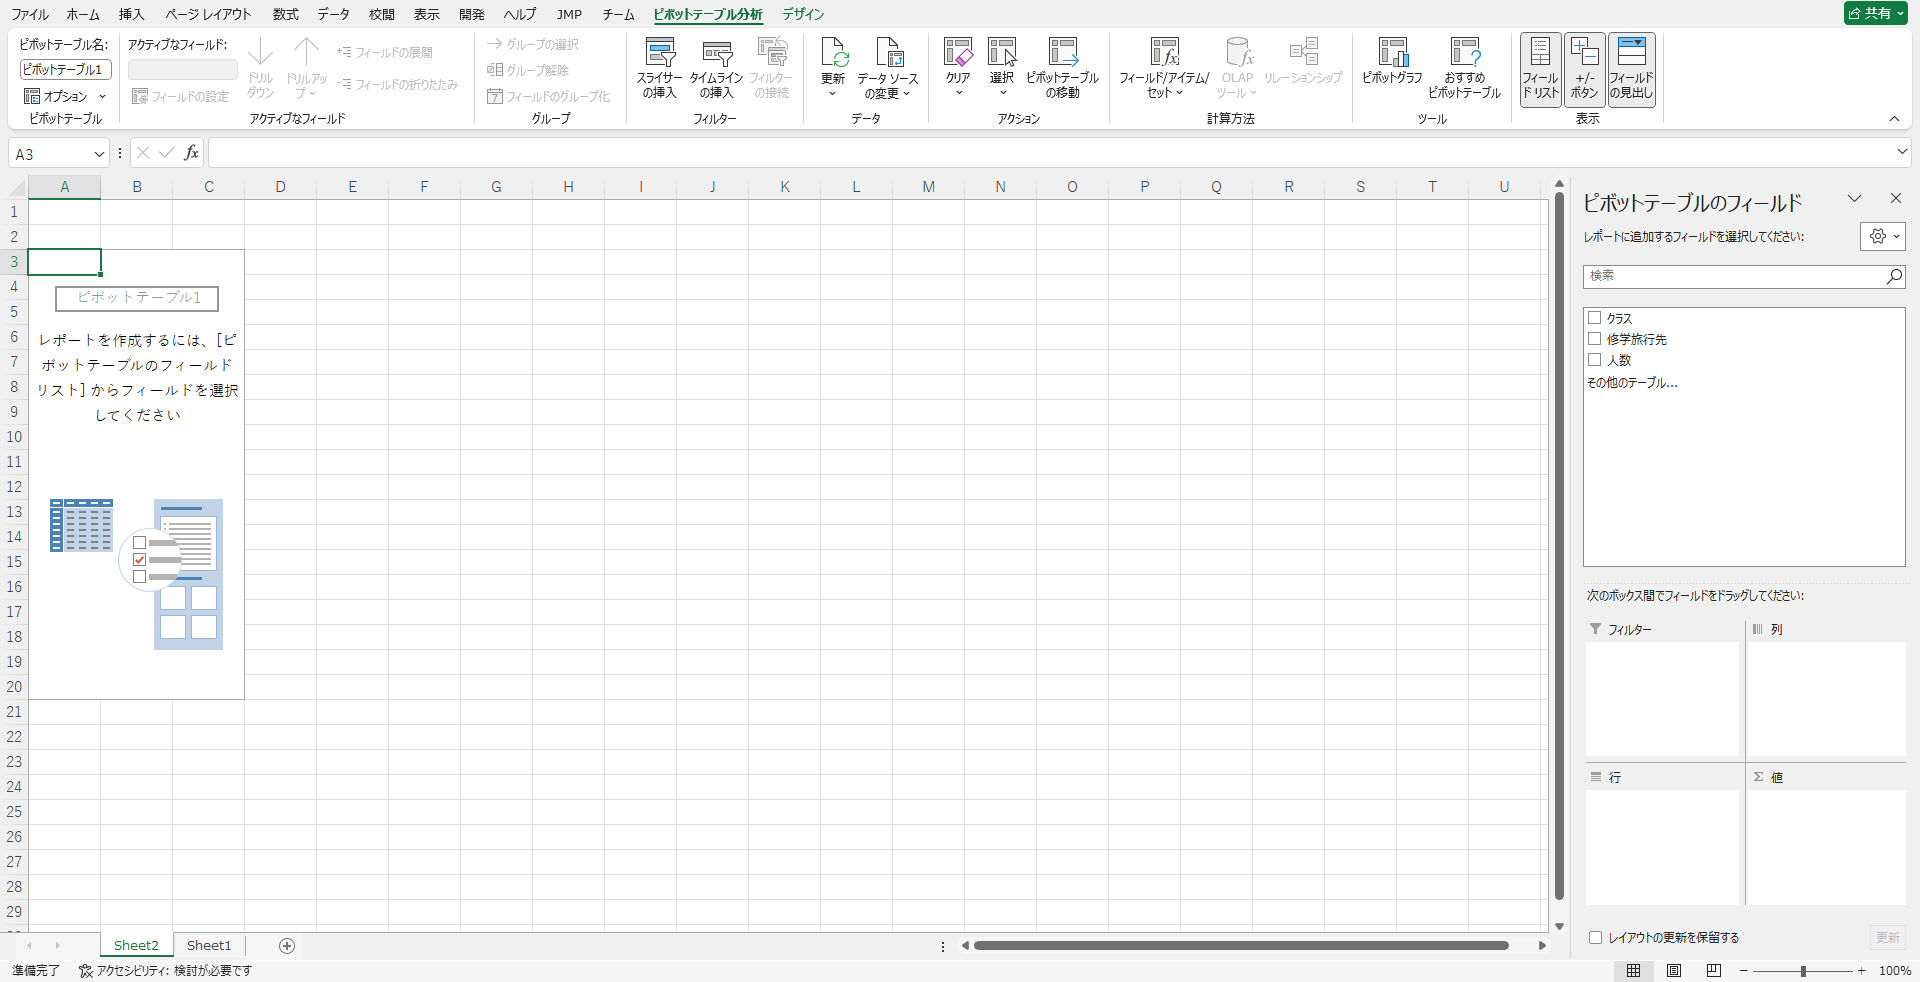 ファイル ホーム 挿入 ページ レイアウト 数式 データ 校閲 表示 開発 ヘルプ JMP チーム ピボットテーブル分析 デザイン 共有
ピボットテーブル名:
ピボットテーブル1
オプション
ピボットテーブル
アクティブなフィールド:
フィールドの設定
ドリル
ダウン
ドリルアッ
プ
フィールドの展開
フィールドの折りたたみ
アクティブなフィールド
グループの選択
グループ解除
フィールドのグループ化
グループ
スライサー
の挿入
タイムライン
の挿入
フィルター
の接続
フィルター
更新
データ ソース
の変更
データ
クリア
選択
ピボットテーブル
の移動
アクション
フィールド/アイテム/
セット
OLAP
ツール
リレーションシップ
計算方法
ピボットグラフ
おすすめ
ピボットテーブル
ツール
フィール
ド リスト
+/-
ボタン
フィールド
の見出し
表示
A3
fx
A B C D E F G H I J K L M N O P Q R S T U
1
2
3
4
5
6
7
8
9
10
11
12
13
14
15
16
17
18
19
20
21
22
23
24
25
26
27
28
29
ピボットテーブル1
レポートを作成するには、[ピ
ボットテーブルのフィールド
リスト] からフィールドを選択
してください
ピボットテーブルのフィールド
レポートに追加するフィールドを選択してください:
検索
クラス
修学旅行先
人数
その他のテーブル...
次のボックス間でフィールドをドラッグしてください:
フィルター
列
行
Σ 値
レイアウトの更新を保留する
更新
Sheet2 Sheet1
準備完了 アクセシビリティ: 検討が必要です
100%